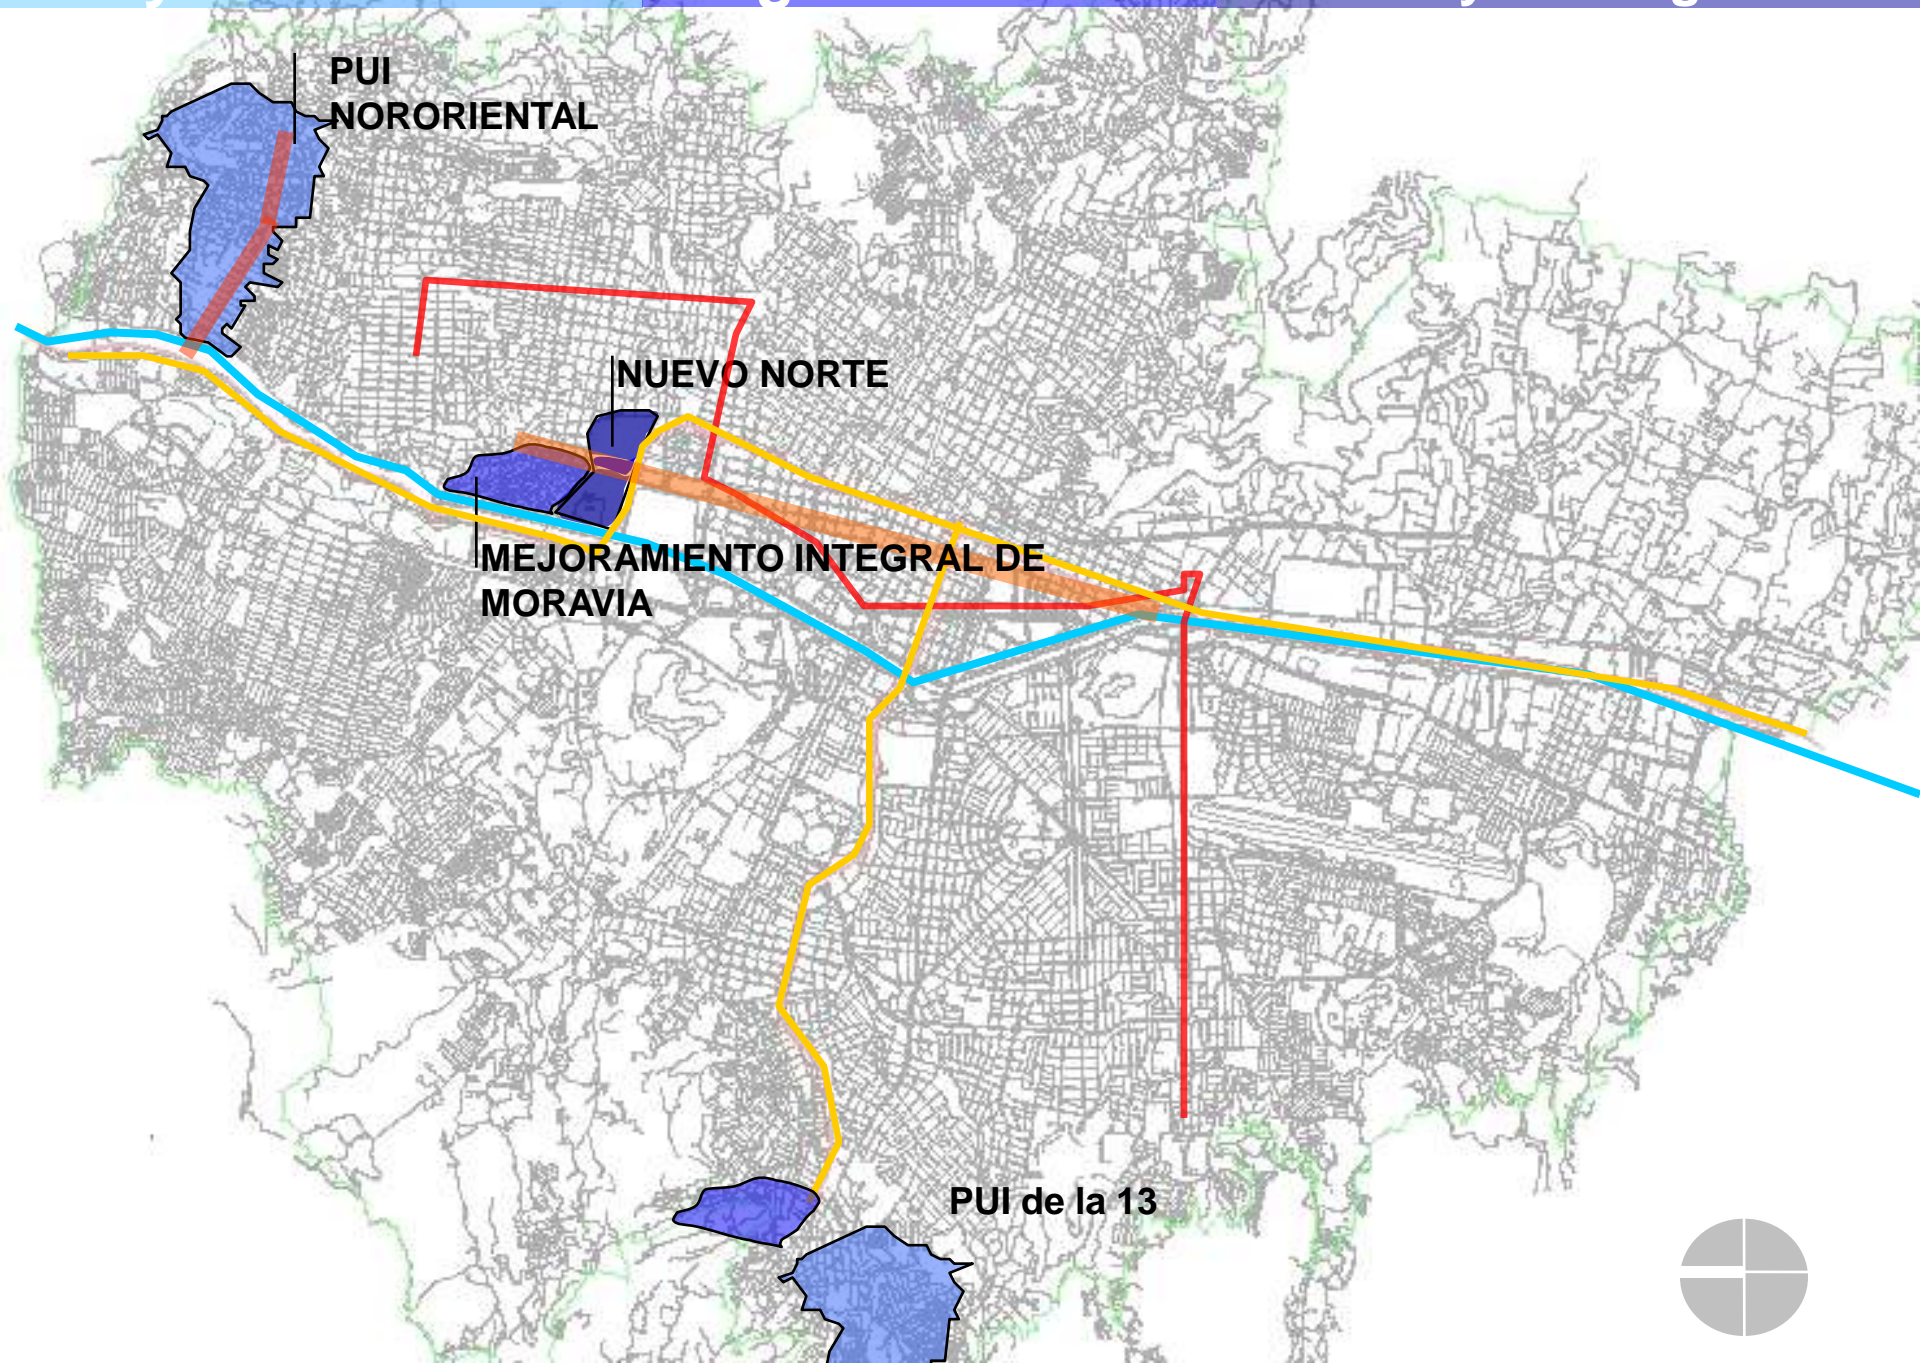 PUI
NORORIENTAL
NUEVO NORTE
MEJORAMIENTO INTEGRAL DE
MORAVIA
PUI de la 13